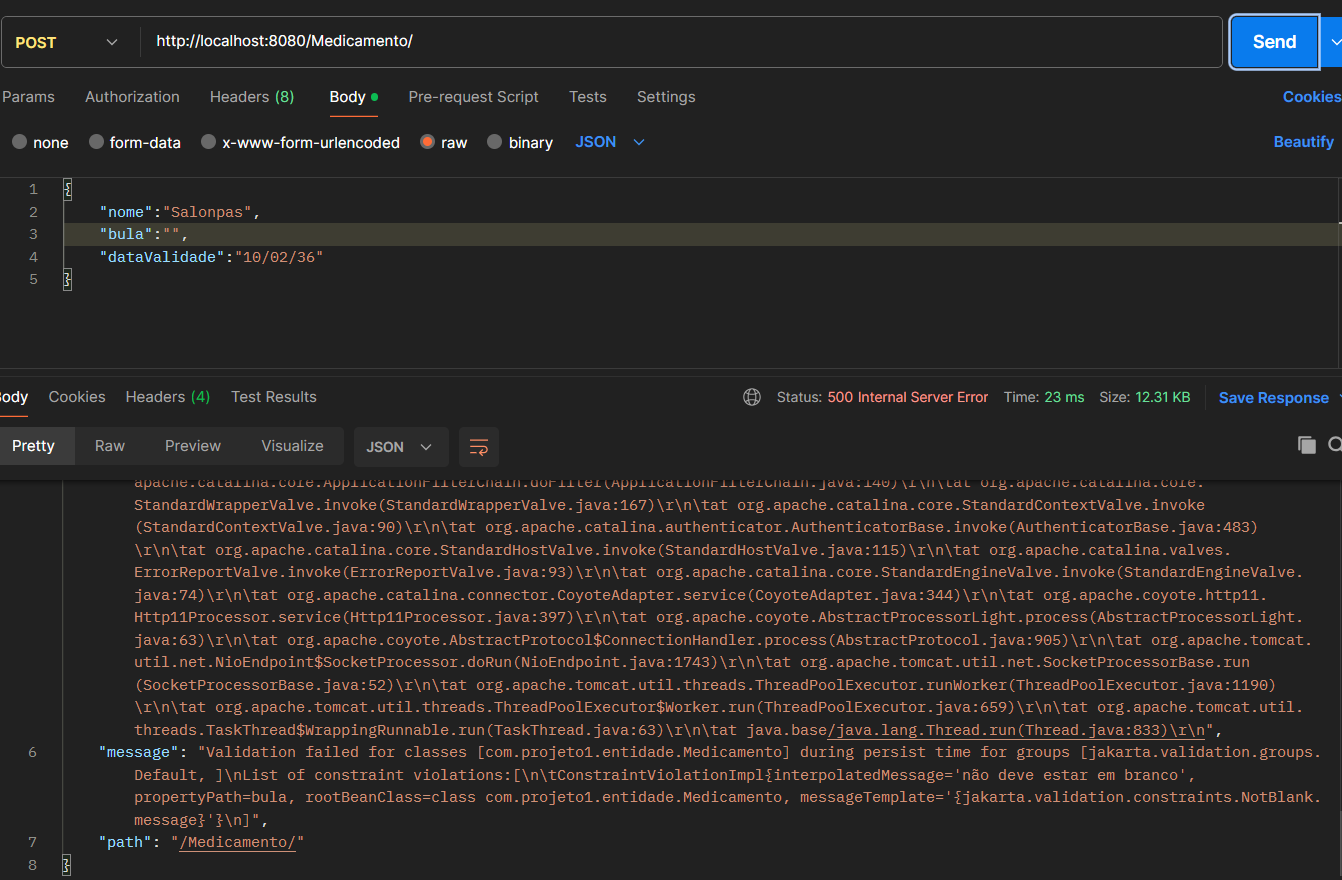 POST http://localhost:8080/Medicamento/ Send
Params Authorization Headers (8) Body Pre-request Script Tests Settings Cookies
none form-data x-www-form-urlencoded raw binary JSON Beautify
1 {
2 "nome":"Salonpas",
3 "bula":"",
4 "dataValidade":"10/02/36"
5 }
Body Cookies Headers (4) Test Results Status: 500 Internal Server Error Time: 23 ms Size: 12.31 KB Save Response
Pretty Raw Preview Visualize JSON
apache.catalina.core.ApplicationFilterChain.doFilter(ApplicationFilterChain.java:140)\r\n\tat org.apache.catalina.core.
StandardWrapperValve.invoke(StandardWrapperValve.java:167)\r\n\tat org.apache.catalina.core.StandardContextValve.invoke
(StandardContextValve.java:90)\r\n\tat org.apache.catalina.authenticator.AuthenticatorBase.invoke(AuthenticatorBase.java:483)
\r\n\tat org.apache.catalina.core.StandardHostValve.invoke(StandardHostValve.java:115)\r\n\tat org.apache.catalina.valves.
ErrorReportValve.invoke(ErrorReportValve.java:93)\r\n\tat org.apache.catalina.core.StandardEngineValve.invoke(StandardEngineValve.
java:74)\r\n\tat org.apache.catalina.connector.CoyoteAdapter.service(CoyoteAdapter.java:344)\r\n\tat org.apache.coyote.http11.
Http11Processor.service(Http11Processor.java:397)\r\n\tat org.apache.coyote.AbstractProcessorLight.process(AbstractProcessorLight.
java:63)\r\n\tat org.apache.coyote.AbstractProtocol$ConnectionHandler.process(AbstractProtocol.java:905)\r\n\tat org.apache.tomcat.
util.net.NioEndpoint$SocketProcessor.doRun(NioEndpoint.java:1743)\r\n\tat org.apache.tomcat.util.net.SocketProcessorBase.run
(SocketProcessorBase.java:52)\r\n\tat org.apache.tomcat.util.threads.ThreadPoolExecutor.runWorker(ThreadPoolExecutor.java:1190)
\r\n\tat org.apache.tomcat.util.threads.ThreadPoolExecutor$Worker.run(ThreadPoolExecutor.java:659)\r\n\tat org.apache.tomcat.util.
threads.TaskThread$WrappingRunnable.run(TaskThread.java:63)\r\n\tat java.base/java.lang.Thread.run(Thread.java:833)\r\n",
6 "message": "Validation failed for classes [com.projeto1.entidade.Medicamento] during persist time for groups [jakarta.validation.groups.
Default, ]\nList of constraint violations:[\n\tConstraintViolationImpl{interpolatedMessage='não deve estar em branco',
propertyPath=bula, rootBeanClass=class com.projeto1.entidade.Medicamento, messageTemplate='{jakarta.validation.constraints.NotBlank.
message}'}\n]",
7 "path": "/Medicamento/"
8 }